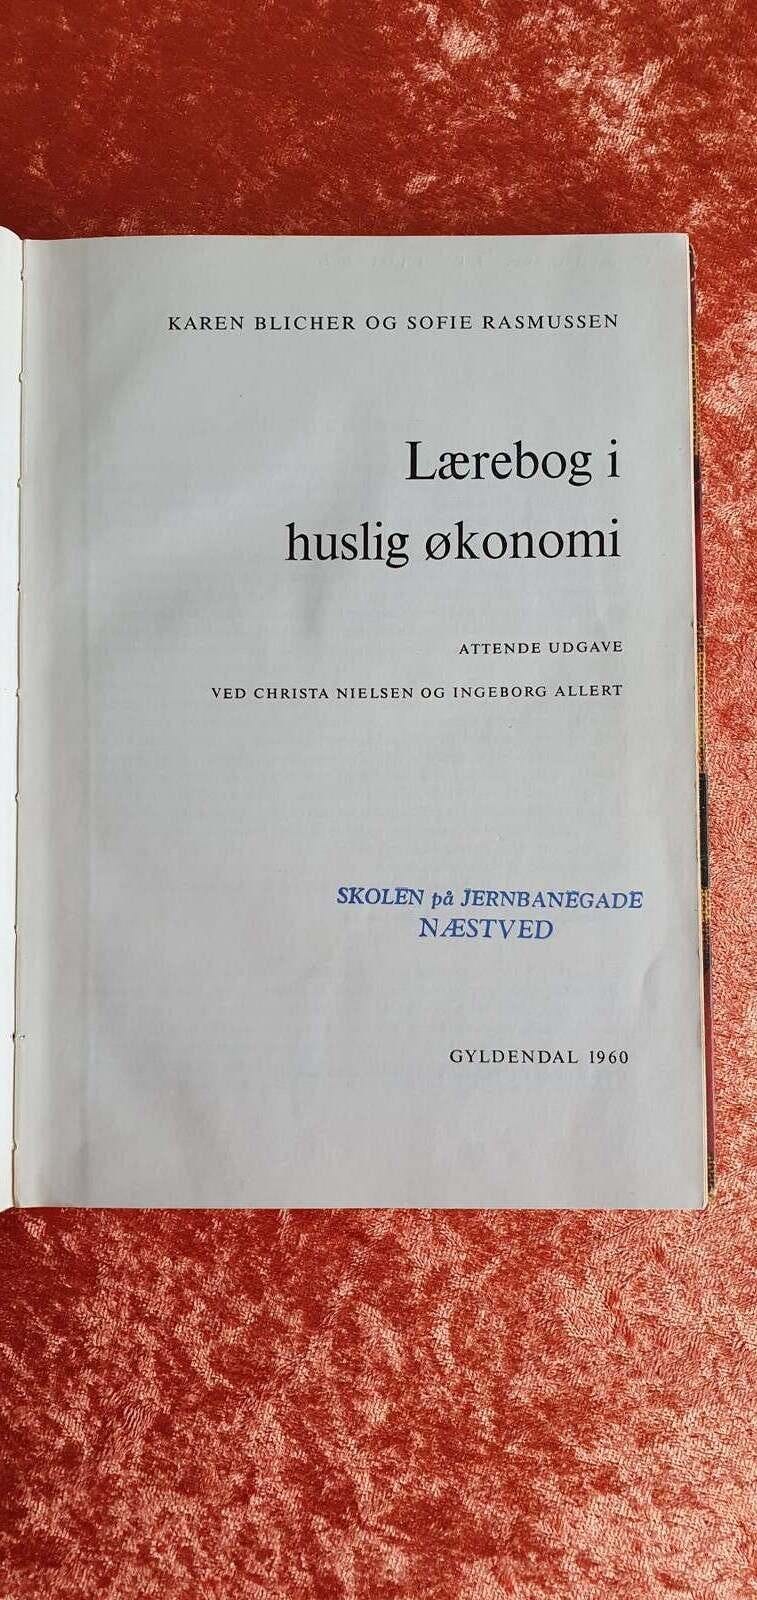 KAREN BLICHER OG SOFIE RASMUSSEN
Lærebog i
huslig økonomi
ATTENDE UDGAVE
VED CHRISTA NIELSEN OG INGEBORG ALLERT
SKOLEN på JERNBANEGADE
NÆSTVED
GYLDENDAL 1960